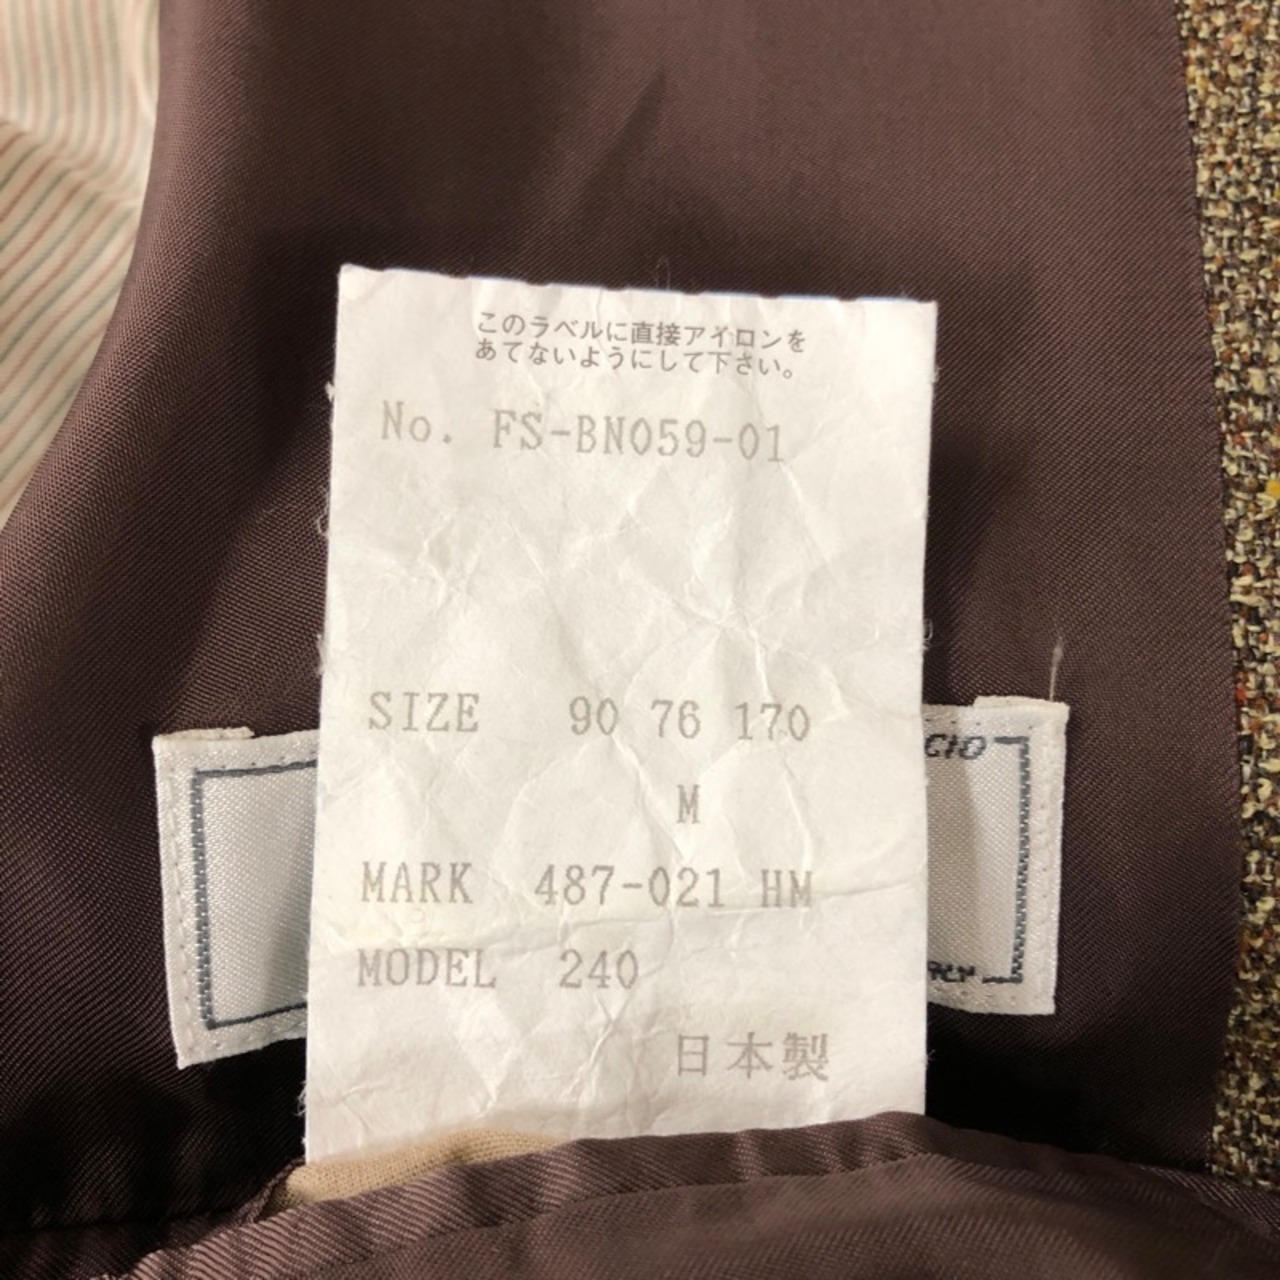 このラベルに直接アイロンを
あてないようにして下さい。
No. FS-BN059-01
SIZE 90 76 170
M
MARK 487-021 HM
MODEL 240
日本製